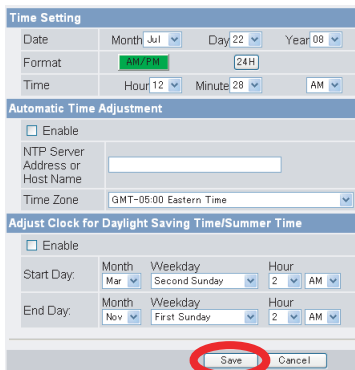 Time Setting
Date Month Jul Day 22 Year 08
Format AM/PM 24H
Time Hour 12 Minute 28 AM
Automatic Time Adjustment
Enable
NTP Server
Address or
Host Name
Time Zone GMT-05:00 Eastern Time
Adjust Clock for Daylight Saving Time/Summer Time
Enable
Month Weekday Hour
Start Day: Mar Second Sunday 2 AM
Month Weekday Hour
End Day: Nov First Sunday 2 AM
Save Cancel